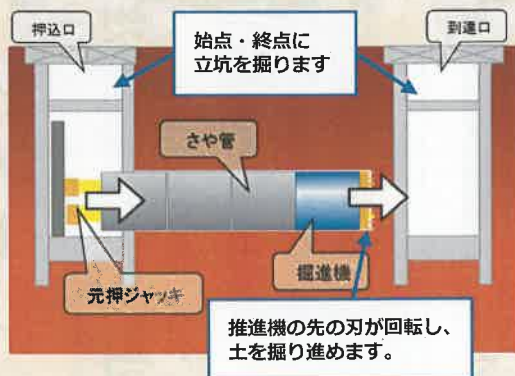 押込口
到達口
始点・終点に
立坑を掘ります
さや管
掘進機
元押ジャッキ
推進機の先の刃が回転し、
土を掘り進めます。